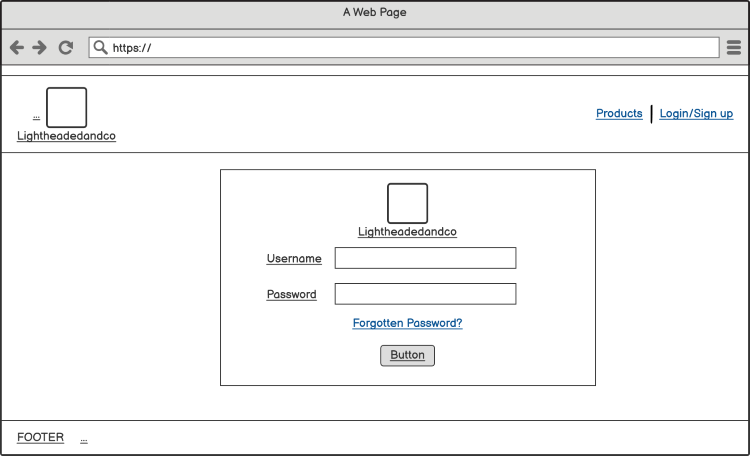 A Web Page
https://
...
Lightheadedandco
Products
Login/Sign up
Lightheadedandco
Username
Password
Forgotten Password?
Button
FOOTER ...